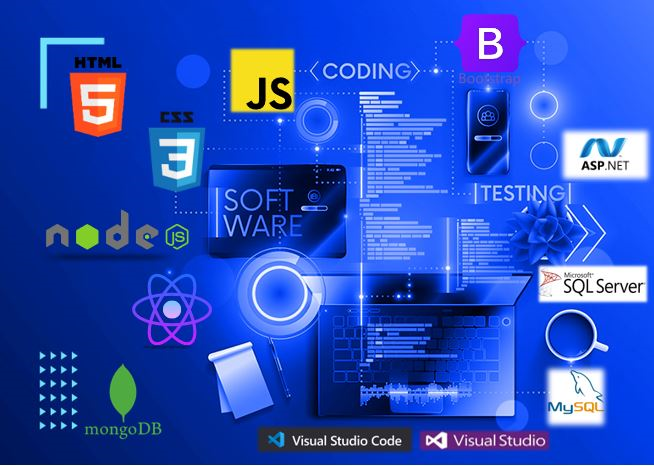 HTML
5
CSS
3
JS
CODING
B
Bootstrap
ASP.NET
SOFT
WARE
TESTING
node
JS
Microsoft®
SQL Server
mongoDB
MySQL
Visual Studio Code
Visual Studio